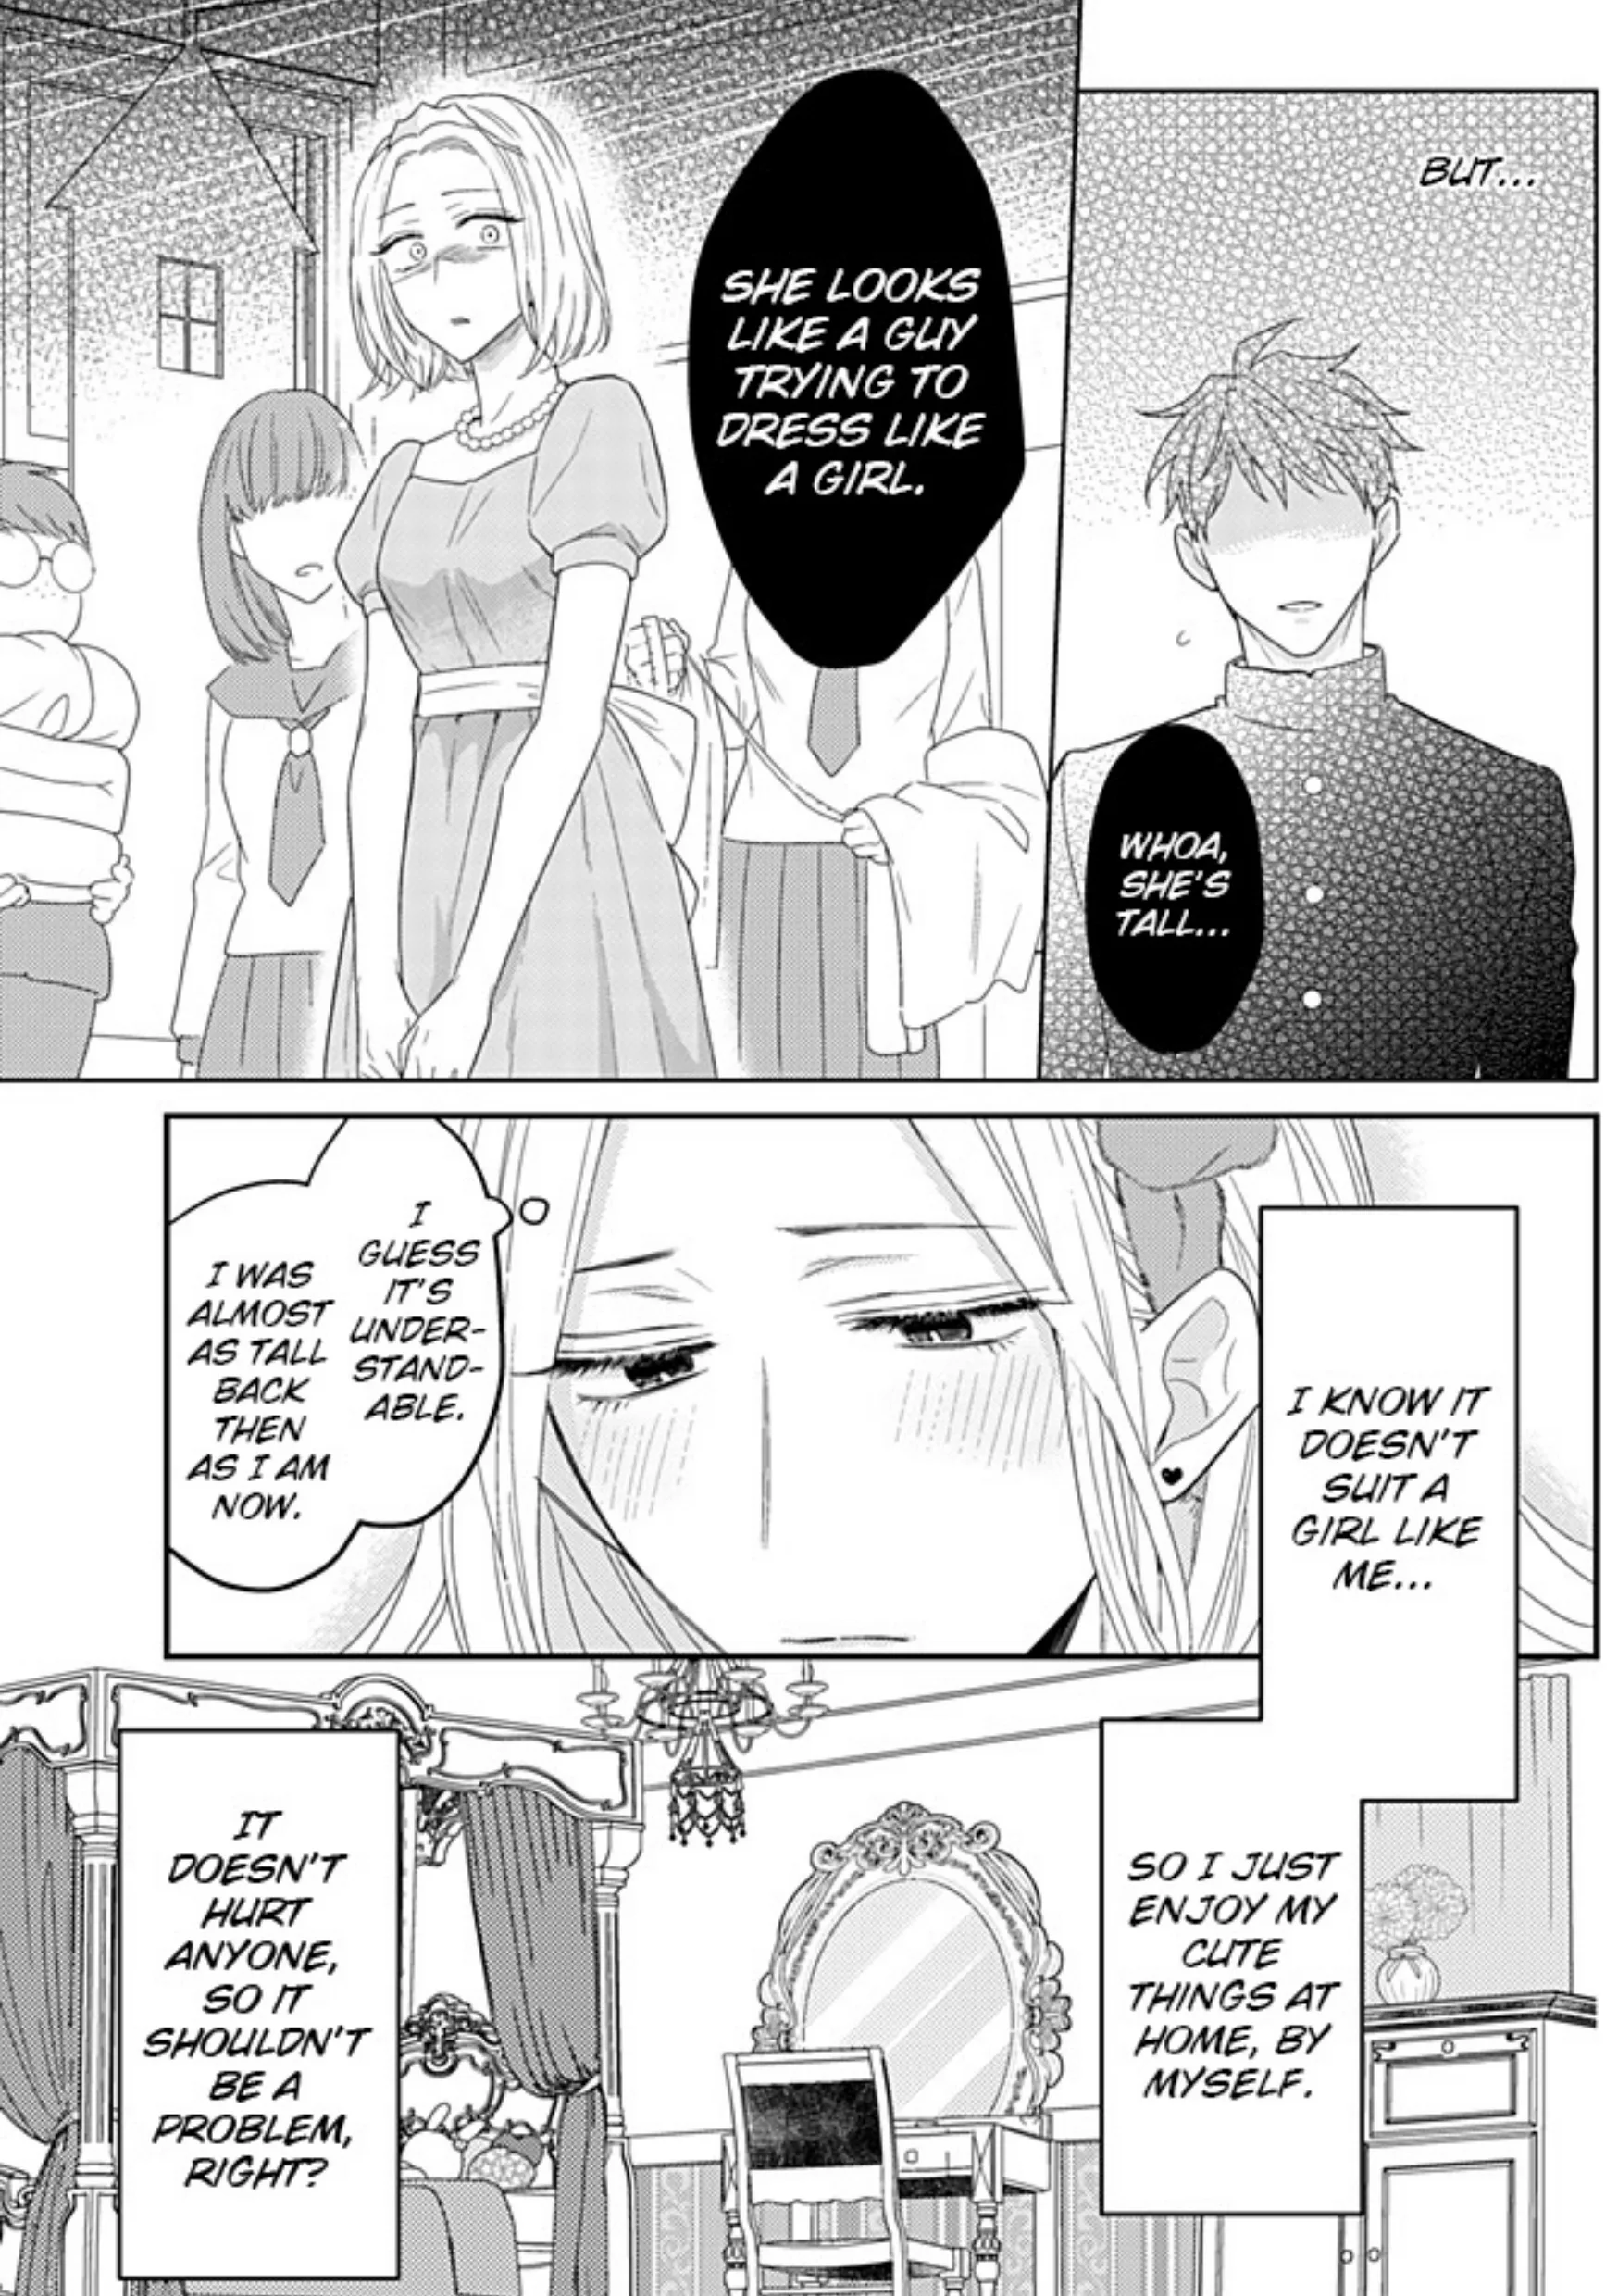 BUT...
WHOA,
SHE'S
TALL...
SHE LOOKS
LIKE A GUY
TRYING TO
DRESS LIKE
A GIRL.
I KNOW IT
DOESN'T
SUIT A
GIRL LIKE
ME...
I
GUESS
IT'S
UNDER-
STAND-
ABLE.
I WAS
ALMOST
AS TALL
BACK
THEN
AS I AM
NOW.
SO I JUST
ENJOY MY
CUTE
THINGS AT
HOME, BY
MYSELF.
IT
DOESN'T
HURT
ANYONE,
SO IT
SHOULDN'T
BE A
PROBLEM,
RIGHT?